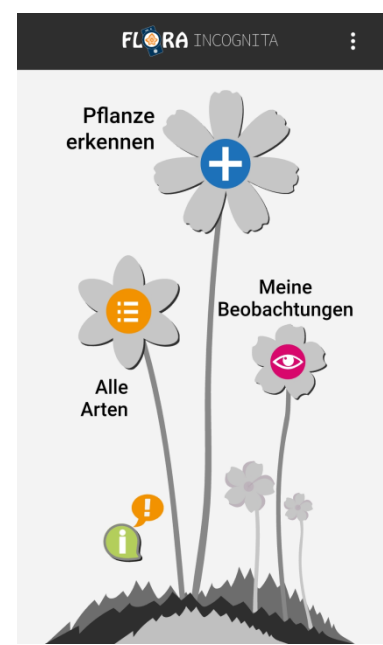 FLORA INCOGNITA
Pflanze
erkennen
Meine
Beobachtungen
Alle
Arten
!
i